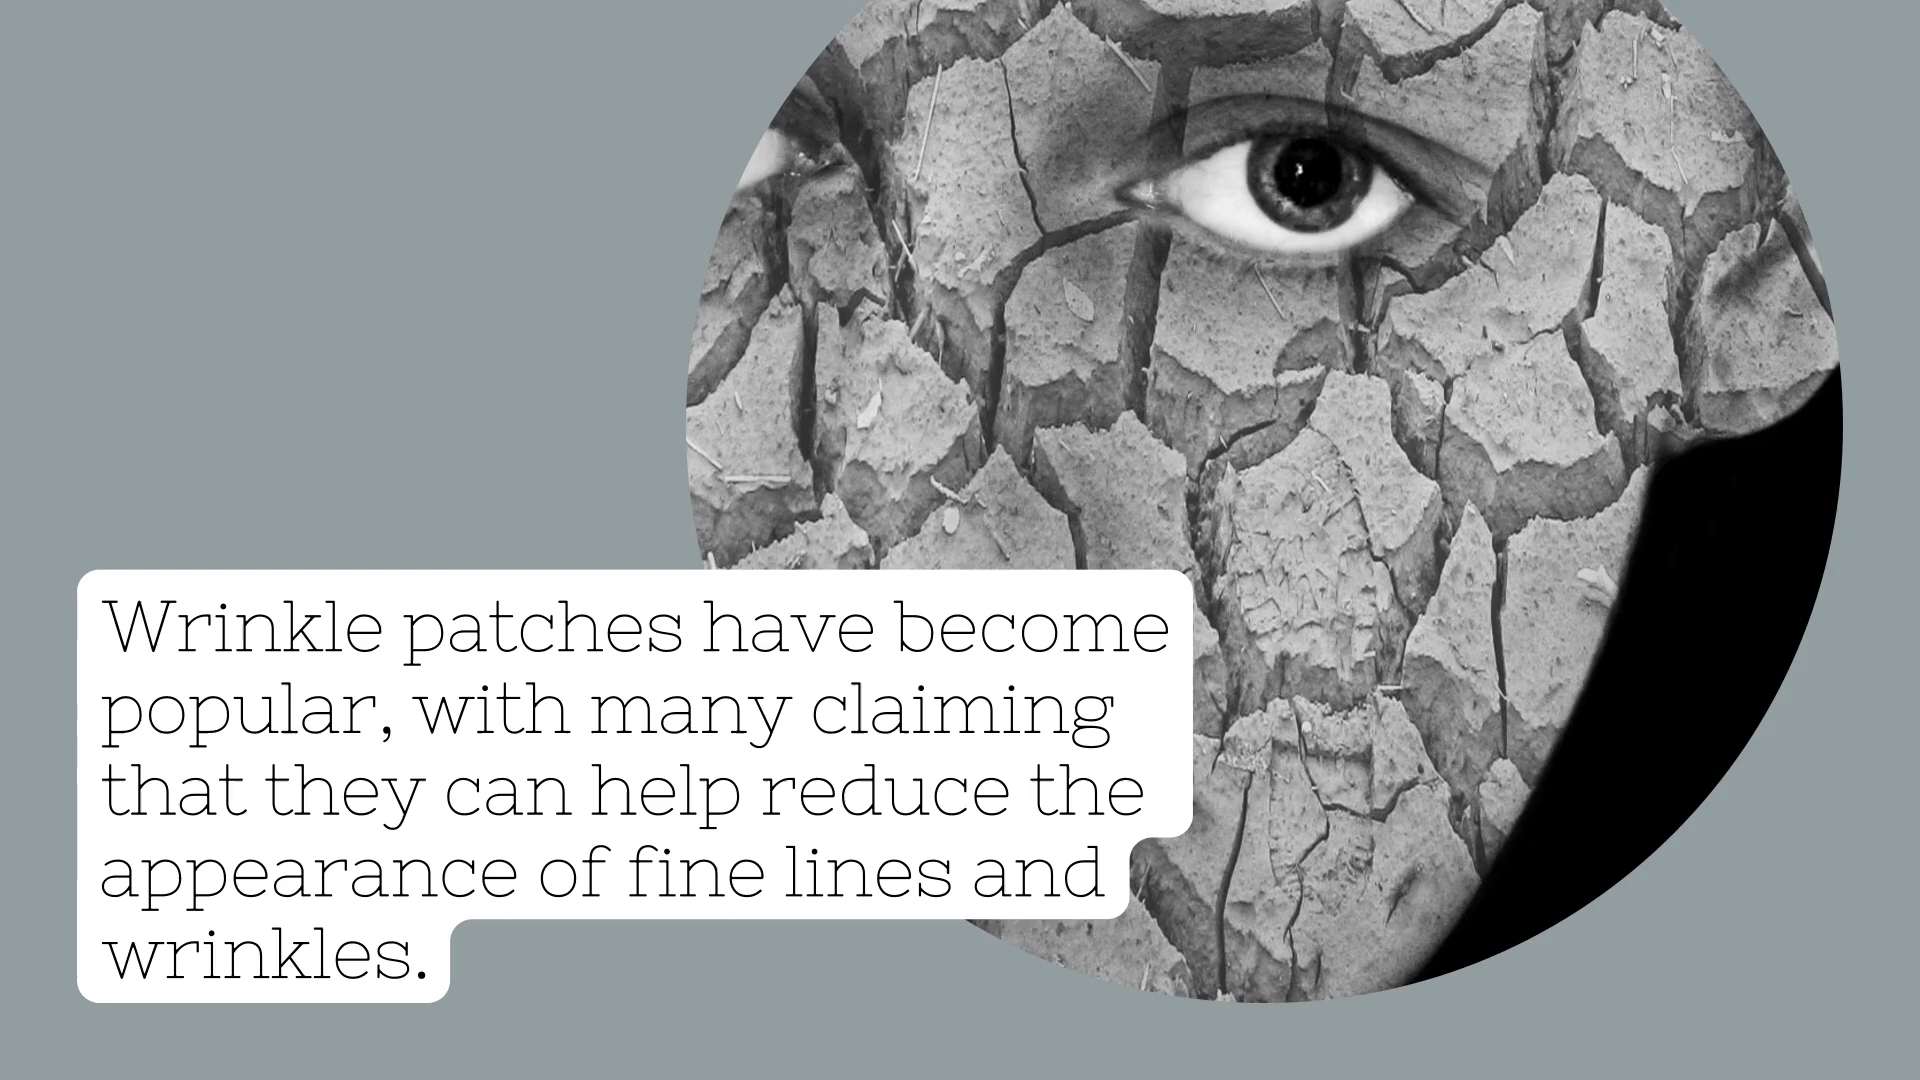 Wrinkle patches have become
popular, with many claiming
that they can help reduce the
appearance of fine lines and
wrinkles.